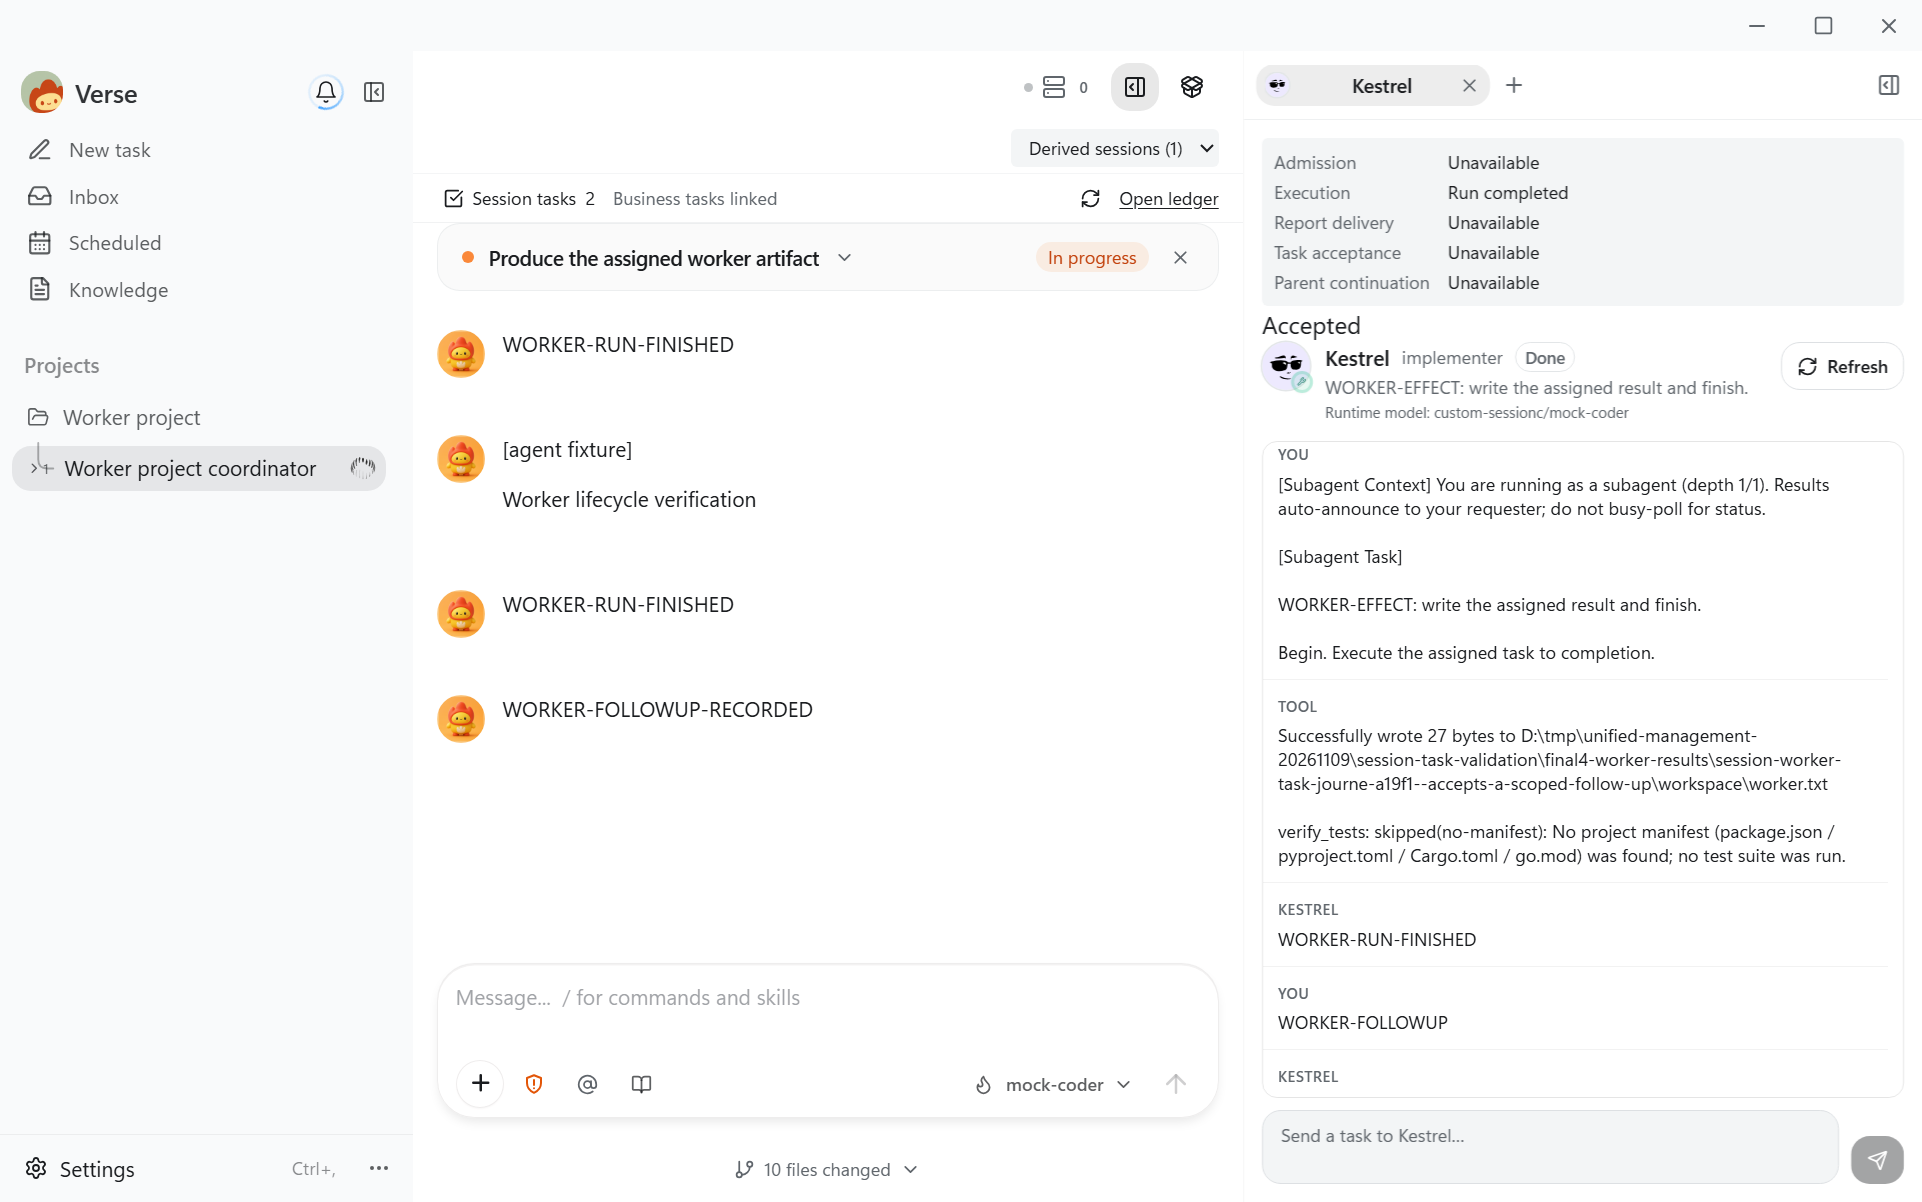 Verse
New task
Inbox
Scheduled
Knowledge
Projects
Worker project
Worker project coordinator
Settings
Ctrl+,
0
Derived sessions (1)
Session tasks 2
Business tasks linked
Open ledger
Produce the assigned worker artifact
In progress
WORKER-RUN-FINISHED
[agent fixture]
Worker lifecycle verification
WORKER-RUN-FINISHED
WORKER-FOLLOWUP-RECORDED
Message... / for commands and skills
mock-coder
10 files changed
Kestrel
Admission Unavailable
Execution Run completed
Report delivery Unavailable
Task acceptance Unavailable
Parent continuation Unavailable
Accepted
Kestrel implementer Done
WORKER-EFFECT: write the assigned result and finish.
Runtime model: custom-sessionc/mock-coder
Refresh
YOU
[Subagent Context] You are running as a subagent (depth 1/1). Results
auto-announce to your requester; do not busy-poll for status.
[Subagent Task]
WORKER-EFFECT: write the assigned result and finish.
Begin. Execute the assigned task to completion.
TOOL
Successfully wrote 27 bytes to D:\tmp\unified-management-
20261109\session-task-validation\final4-worker-results\session-worker-
task-journe-a19f1--accepts-a-scoped-follow-up\workspace\worker.txt
verify_tests: skipped(no-manifest): No project manifest (package.json /
pyproject.toml / Cargo.toml / go.mod) was found; no test suite was run.
KESTREL
WORKER-RUN-FINISHED
YOU
WORKER-FOLLOWUP
KESTREL
Send a task to Kestrel...